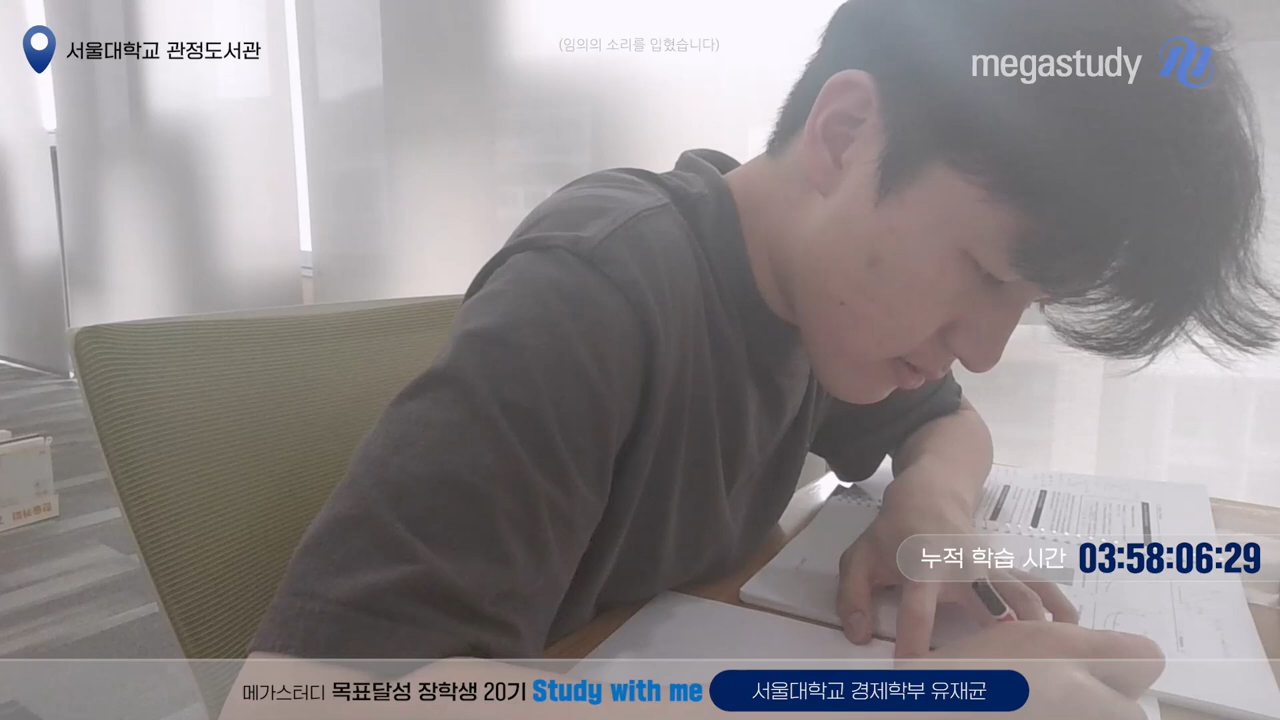 서울대학교 관정도서관
(임의의 소리를 입혔습니다)
megastudy
누적 학습 시간 03:58:06:29
메가스터디 목표달성 장학생 20기 Study with me 서울대학교 경제학부 유재균